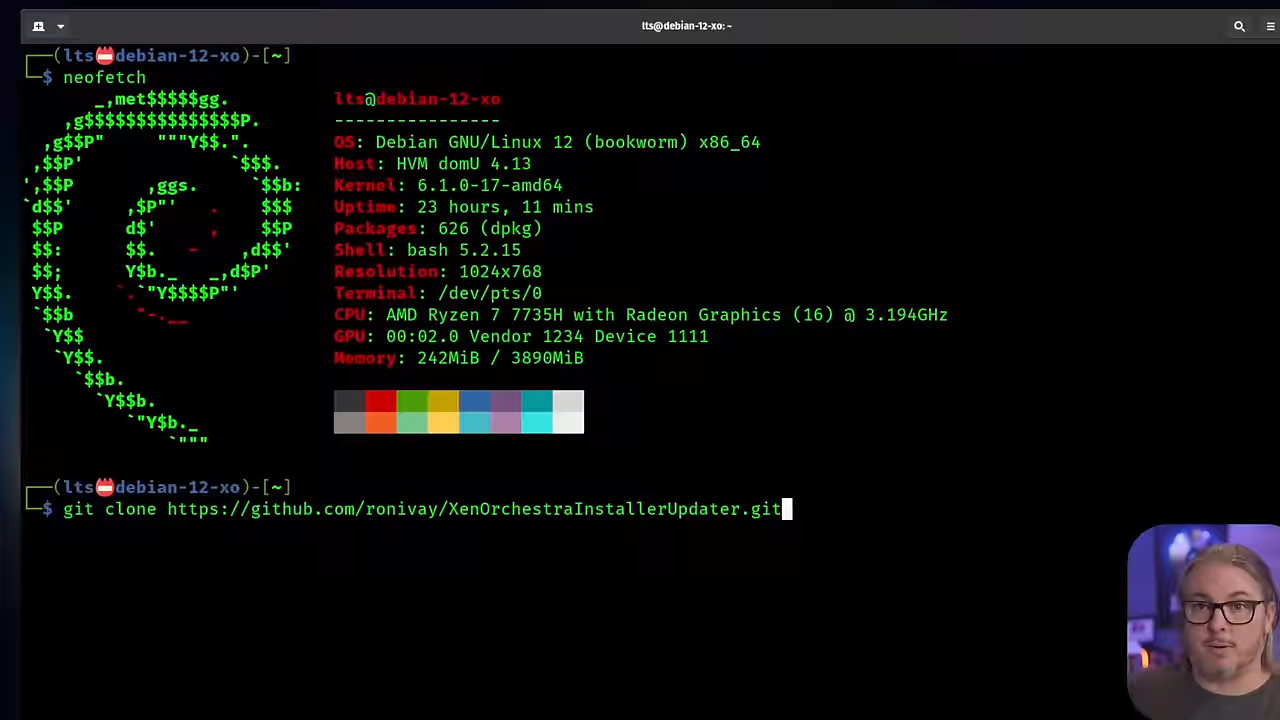 lts@debian-12-xo: ~
┌──(lts📛debian-12-xo)-[~]
└─$ neofetch
_,met$$$$$gg.
,g$$$$$$$$$$$$$$$P.
,g$$P" """Y$$.".
,$$P' `$$$.
',$$P ,ggs. `$$b:
`d$$' ,$P"' . $$$
$$P d$' , $$P
$$: $$. - ,d$$'
$$; Y$b._ _,d$P'
Y$$. `.`"Y$$$$P"'
`$$b "-.__
`Y$$
`Y$$.
`$$b.
`Y$$b.
`"Y$b._
`"""
lts@debian-12-xo
----------------
OS: Debian GNU/Linux 12 (bookworm) x86_64
Host: HVM domU 4.13
Kernel: 6.1.0-17-amd64
Uptime: 23 hours, 11 mins
Packages: 626 (dpkg)
Shell: bash 5.2.15
Resolution: 1024x768
Terminal: /dev/pts/0
CPU: AMD Ryzen 7 7735H with Radeon Graphics (16) @ 3.194GHz
GPU: 00:02.0 Vendor 1234 Device 1111
Memory: 242MiB / 3890MiB
┌──(lts📛debian-12-xo)-[~]
└─$ git clone https://github.com/ronivay/XenOrchestraInstallerUpdater.git